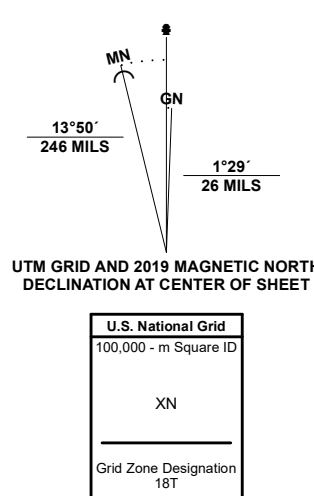 MN
GN
13°50´
246 MILS
1°29´
26 MILS
UTM GRID AND 2019 MAGNETIC NORTH
DECLINATION AT CENTER OF SHEET
U.S. National Grid
100,000 - m Square ID
XN
Grid Zone Designation
18T